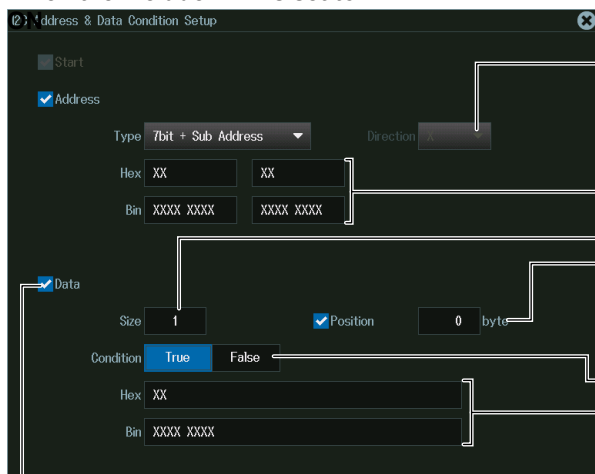 Address & Data Condition Setup
Start
Address
Type 7bit + Sub Address Direction X
Hex XX XX
Bin XXXX XXXX XXXX XXXX
Data
Size 1 Position 0 byte
Condition True False
Hex XX
Bin XXXX XXXX